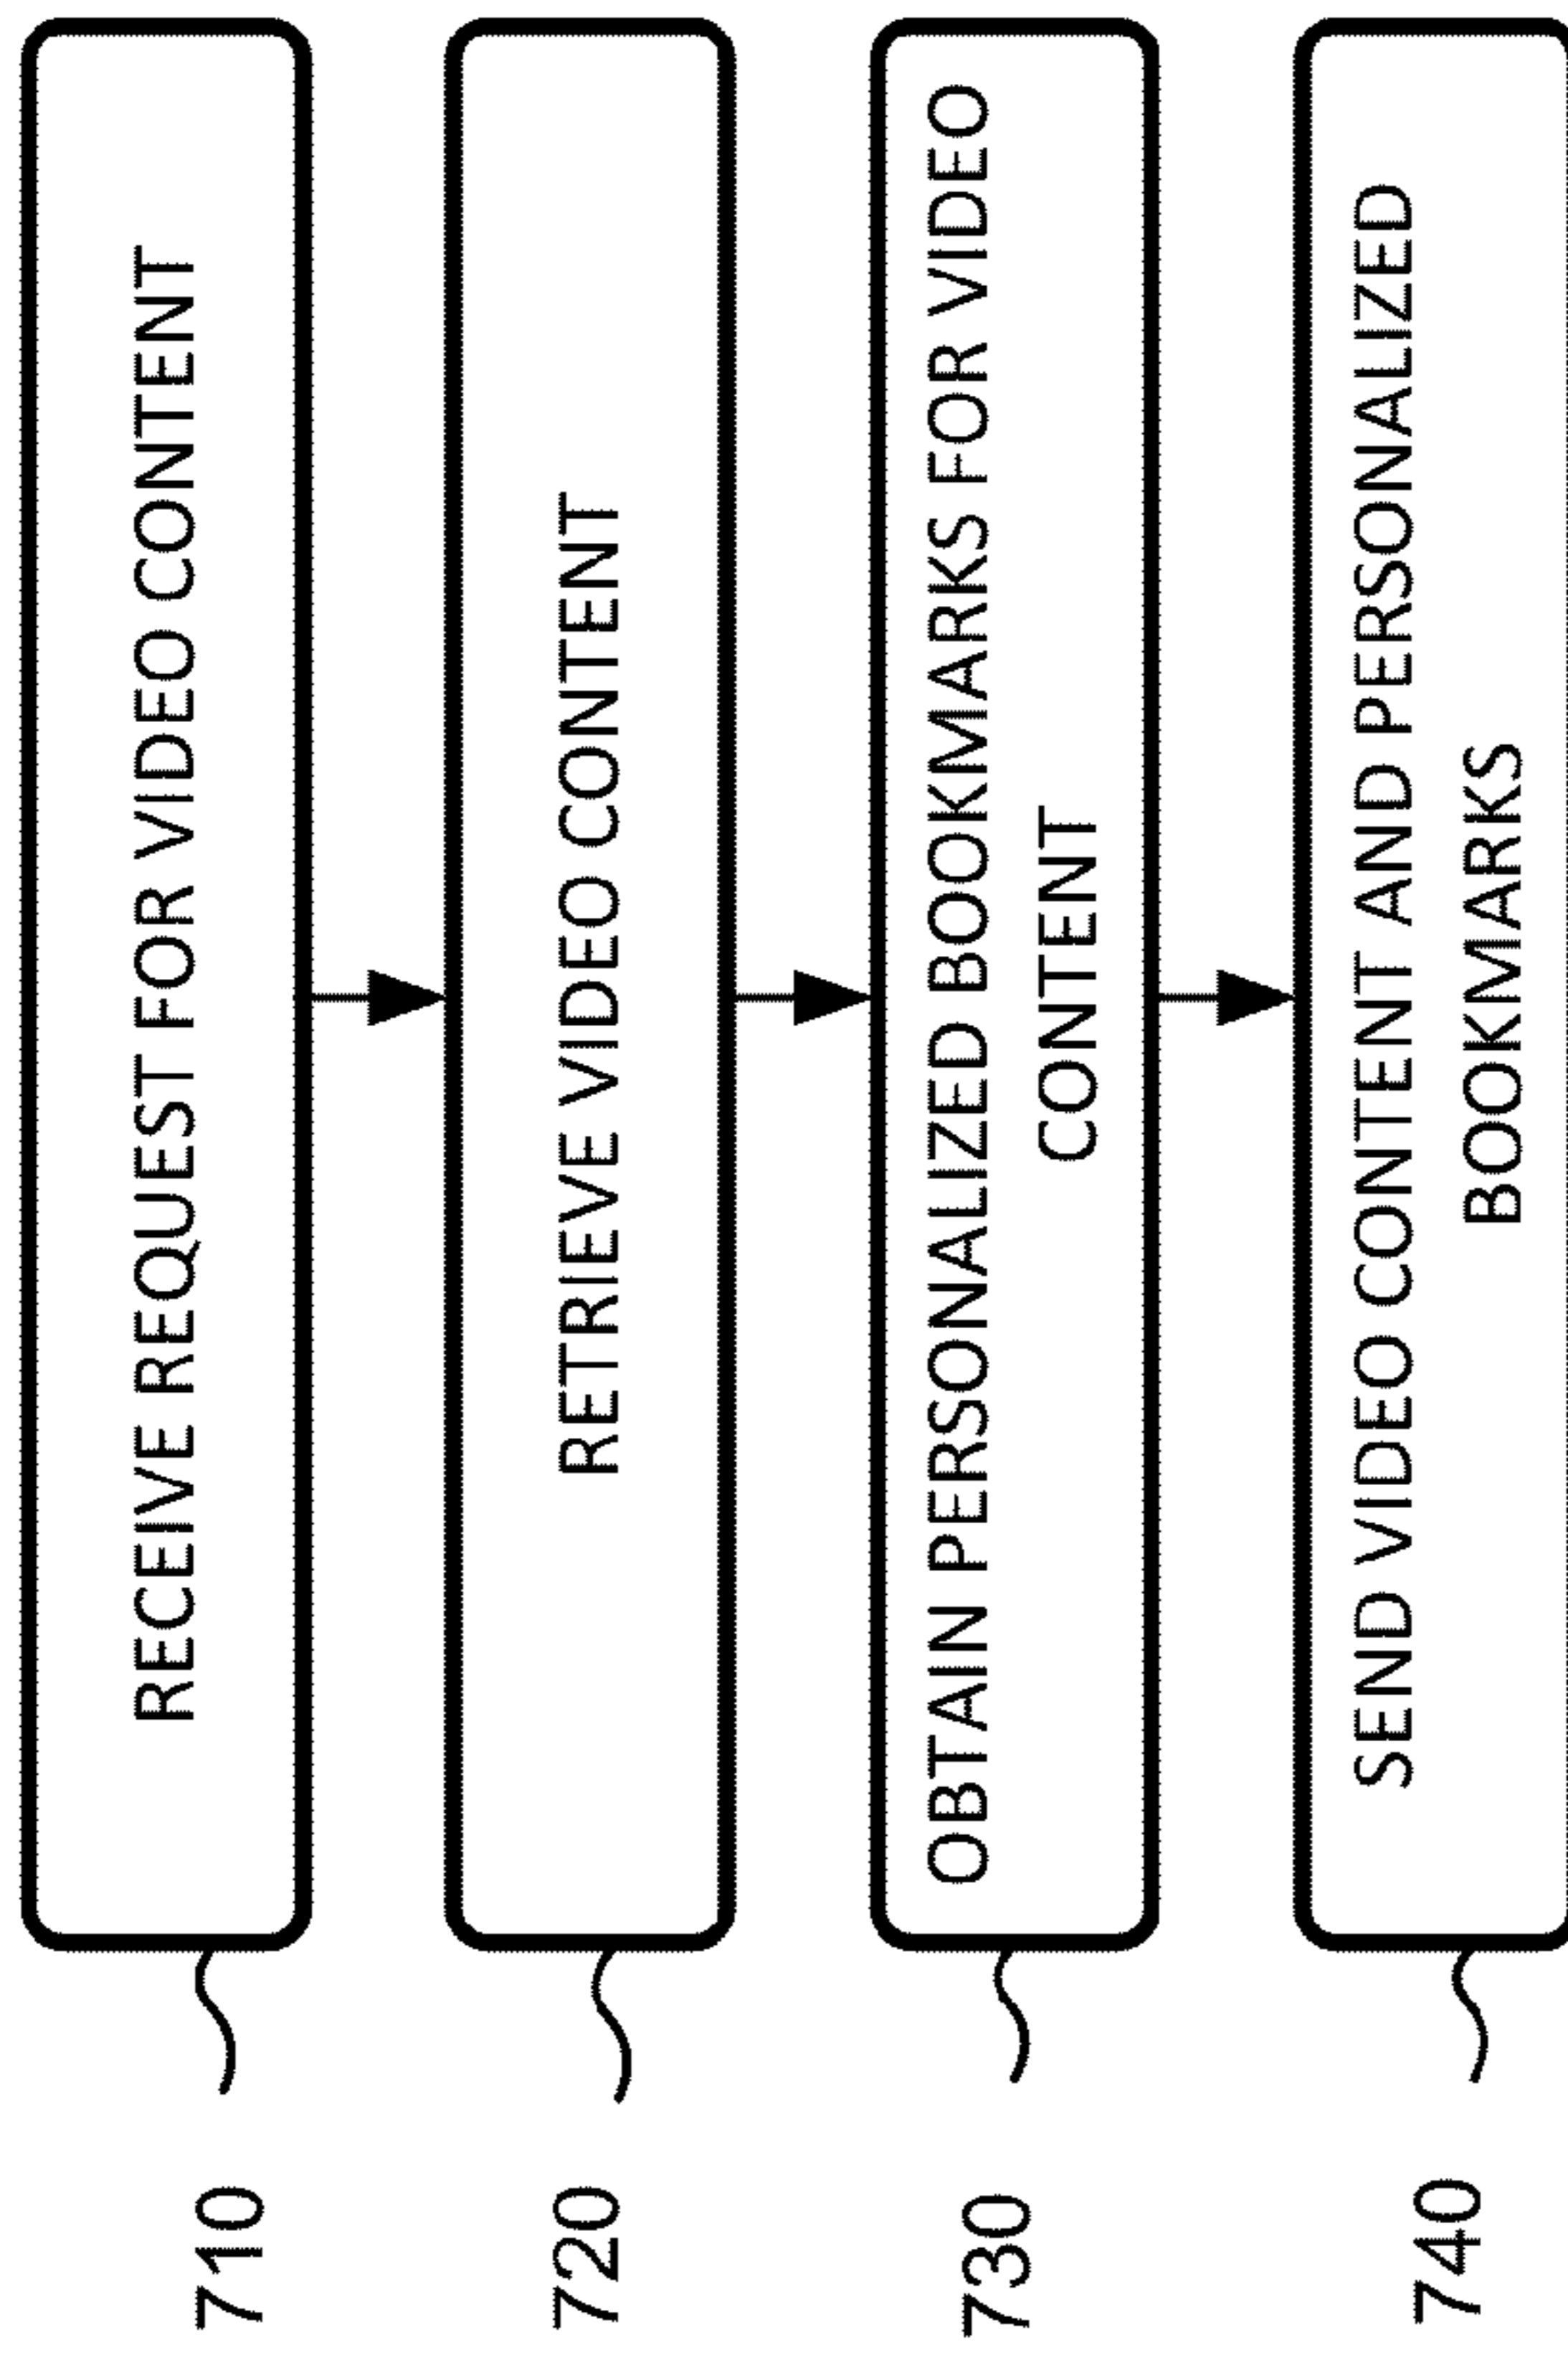 710
RECEIVE REQUEST FOR VIDEO CONTENT
720
RETRIEVE VIDEO CONTENT
730
OBTAIN PERSONALIZED BOOKMARKS FOR VIDEO
CONTENT
740
SEND VIDEO CONTENT AND PERSONALIZED
BOOKMARKS